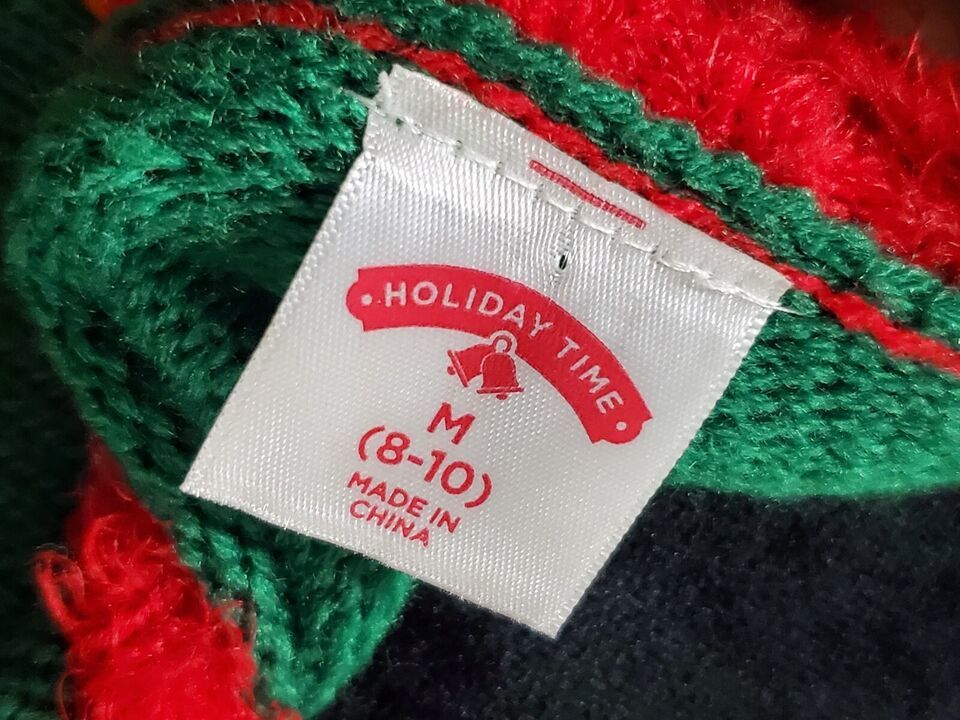 HOLIDAY TIME
M
(8-10)
MADE IN
CHINA